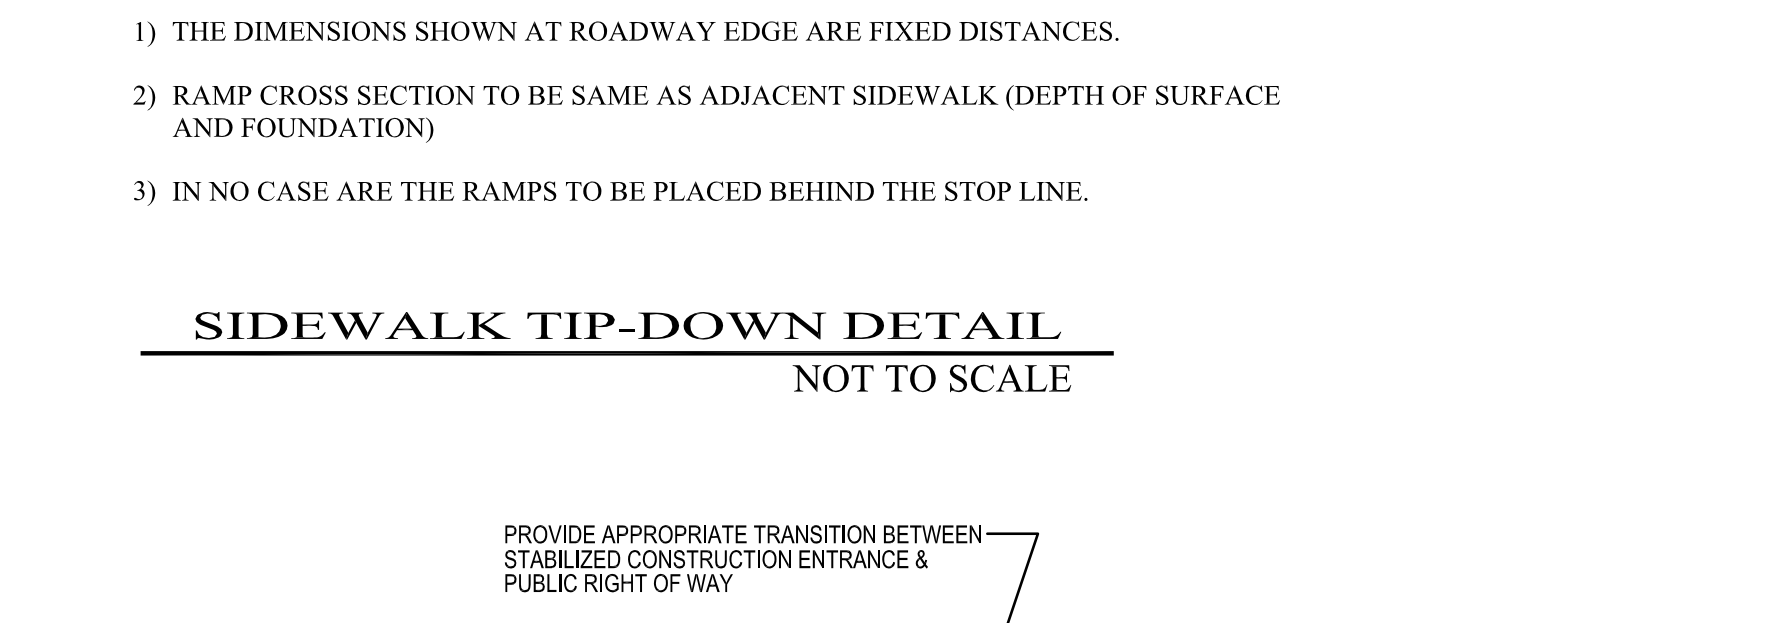 1) THE DIMENSIONS SHOWN AT ROADWAY EDGE ARE FIXED DISTANCES.
2) RAMP CROSS SECTION TO BE SAME AS ADJACENT SIDEWALK (DEPTH OF SURFACE
AND FOUNDATION)
3) IN NO CASE ARE THE RAMPS TO BE PLACED BEHIND THE STOP LINE.
SIDEWALK TIP-DOWN DETAIL
NOT TO SCALE
PROVIDE APPROPRIATE TRANSITION BETWEEN
STABILIZED CONSTRUCTION ENTRANCE &
PUBLIC RIGHT OF WAY